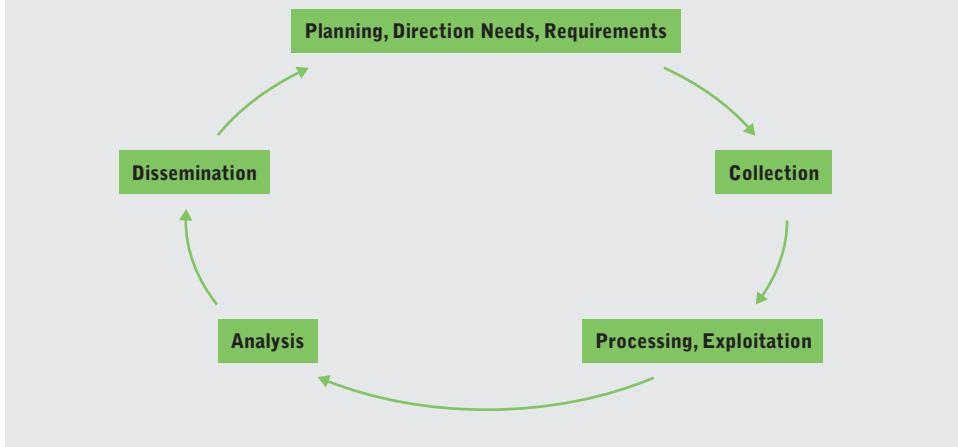 Planning, Direction Needs, Requirements
Dissemination
Collection
Analysis
Processing, Exploitation